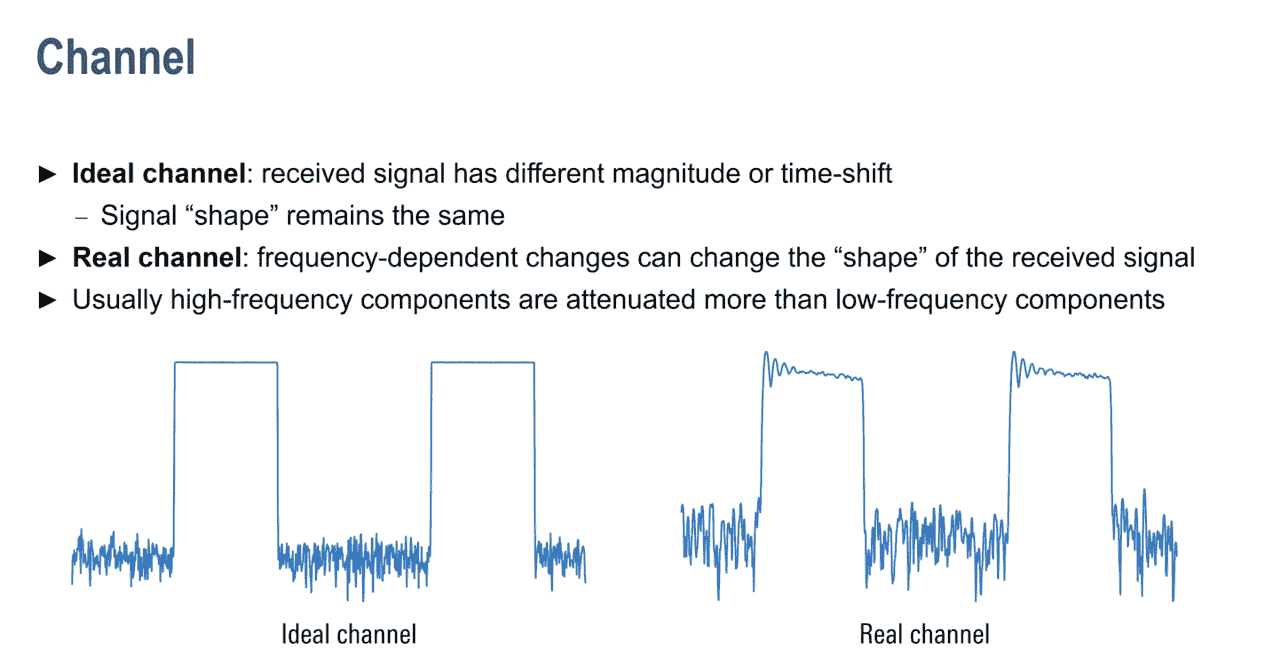 Channel
► Ideal channel: received signal has different magnitude or time-shift
– Signal “shape” remains the same
► Real channel: frequency-dependent changes can change the “shape” of the received signal
► Usually high-frequency components are attenuated more than low-frequency components
Ideal channel
Real channel